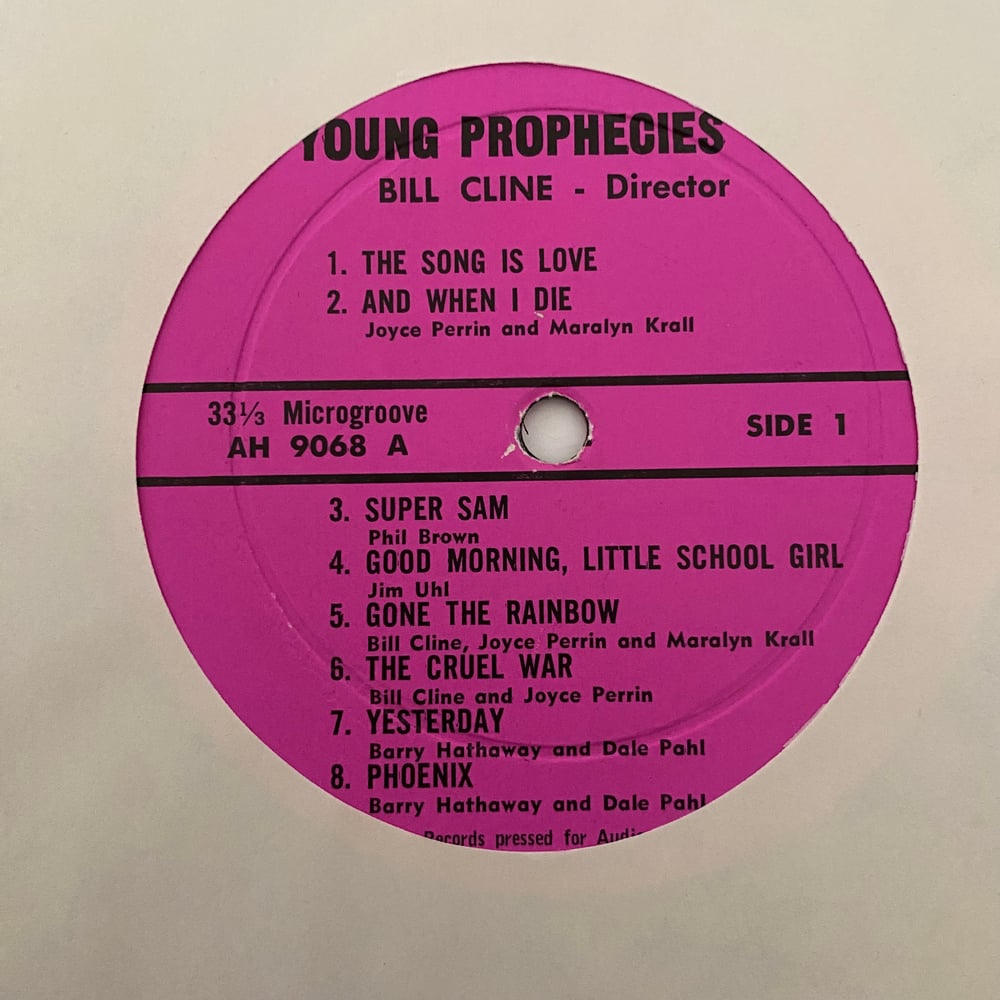 YOUNG PROPHECIES
BILL CLINE - Director
1. THE SONG IS LOVE
2. AND WHEN I DIE
Joyce Perrin and Maralyn Krall
33⅓ Microgroove
AH 9068 A
SIDE 1
3. SUPER SAM
Phil Brown
4. GOOD MORNING, LITTLE SCHOOL GIRL
Jim Uhl
5. GONE THE RAINBOW
Bill Cline, Joyce Perrin and Maralyn Krall
6. THE CRUEL WAR
Bill Cline and Joyce Perrin
7. YESTERDAY
Barry Hathaway and Dale Pahl
8. PHOENIX
Barry Hathaway and Dale Pahl
Records pressed for